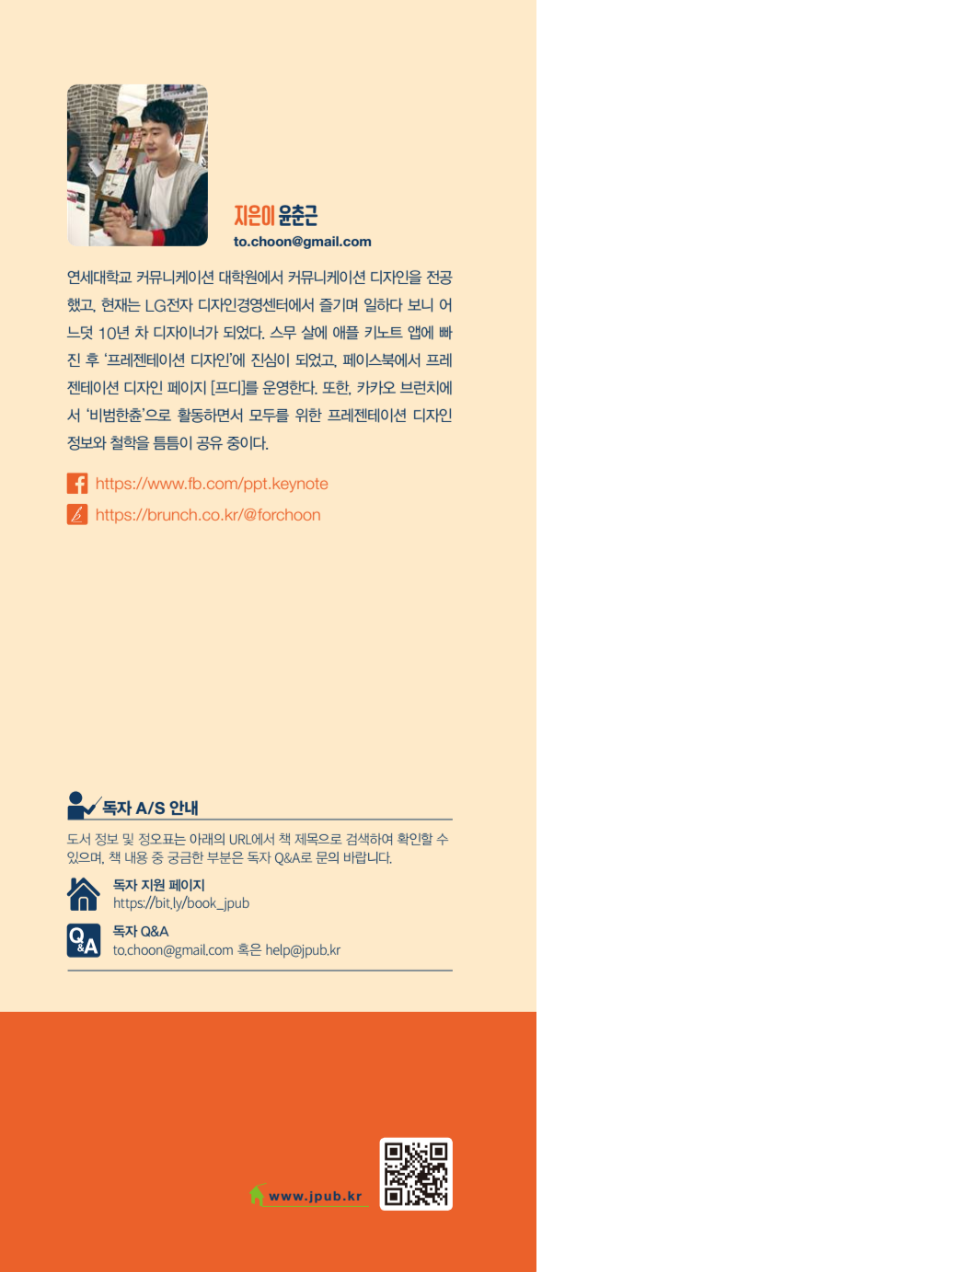 지은이 윤춘근
to.choon@gmail.com
연세대학교 커뮤니케이션 대학원에서 커뮤니케이션 디자인을 전공
했고, 현재는 LG전자 디자인경영센터에서 즐기며 일하다 보니 어
느덧 10년 차 디자이너가 되었다. 스무 살에 애플 키노트 앱에 빠
진 후 ‘프레젠테이션 디자인’에 진심이 되었고, 페이스북에서 프레
젠테이션 디자인 페이지 [프디]를 운영한다. 또한, 카카오 브런치에
서 ‘비범한츈’으로 활동하면서 모두를 위한 프레젠테이션 디자인
정보와 철학을 틈틈이 공유 중이다.
https://www.fb.com/ppt.keynote
https://brunch.co.kr/@forchoon
독자 A/S 안내
도서 정보 및 정오표는 아래의 URL에서 책 제목으로 검색하여 확인할 수
있으며, 책 내용 중 궁금한 부분은 독자 Q&A로 문의 바랍니다.
독자 지원 페이지
https://bit.ly/book_jpub
Q&A
독자 Q&A
to.choon@gmail.com 혹은 help@jpub.kr
www.jpub.kr